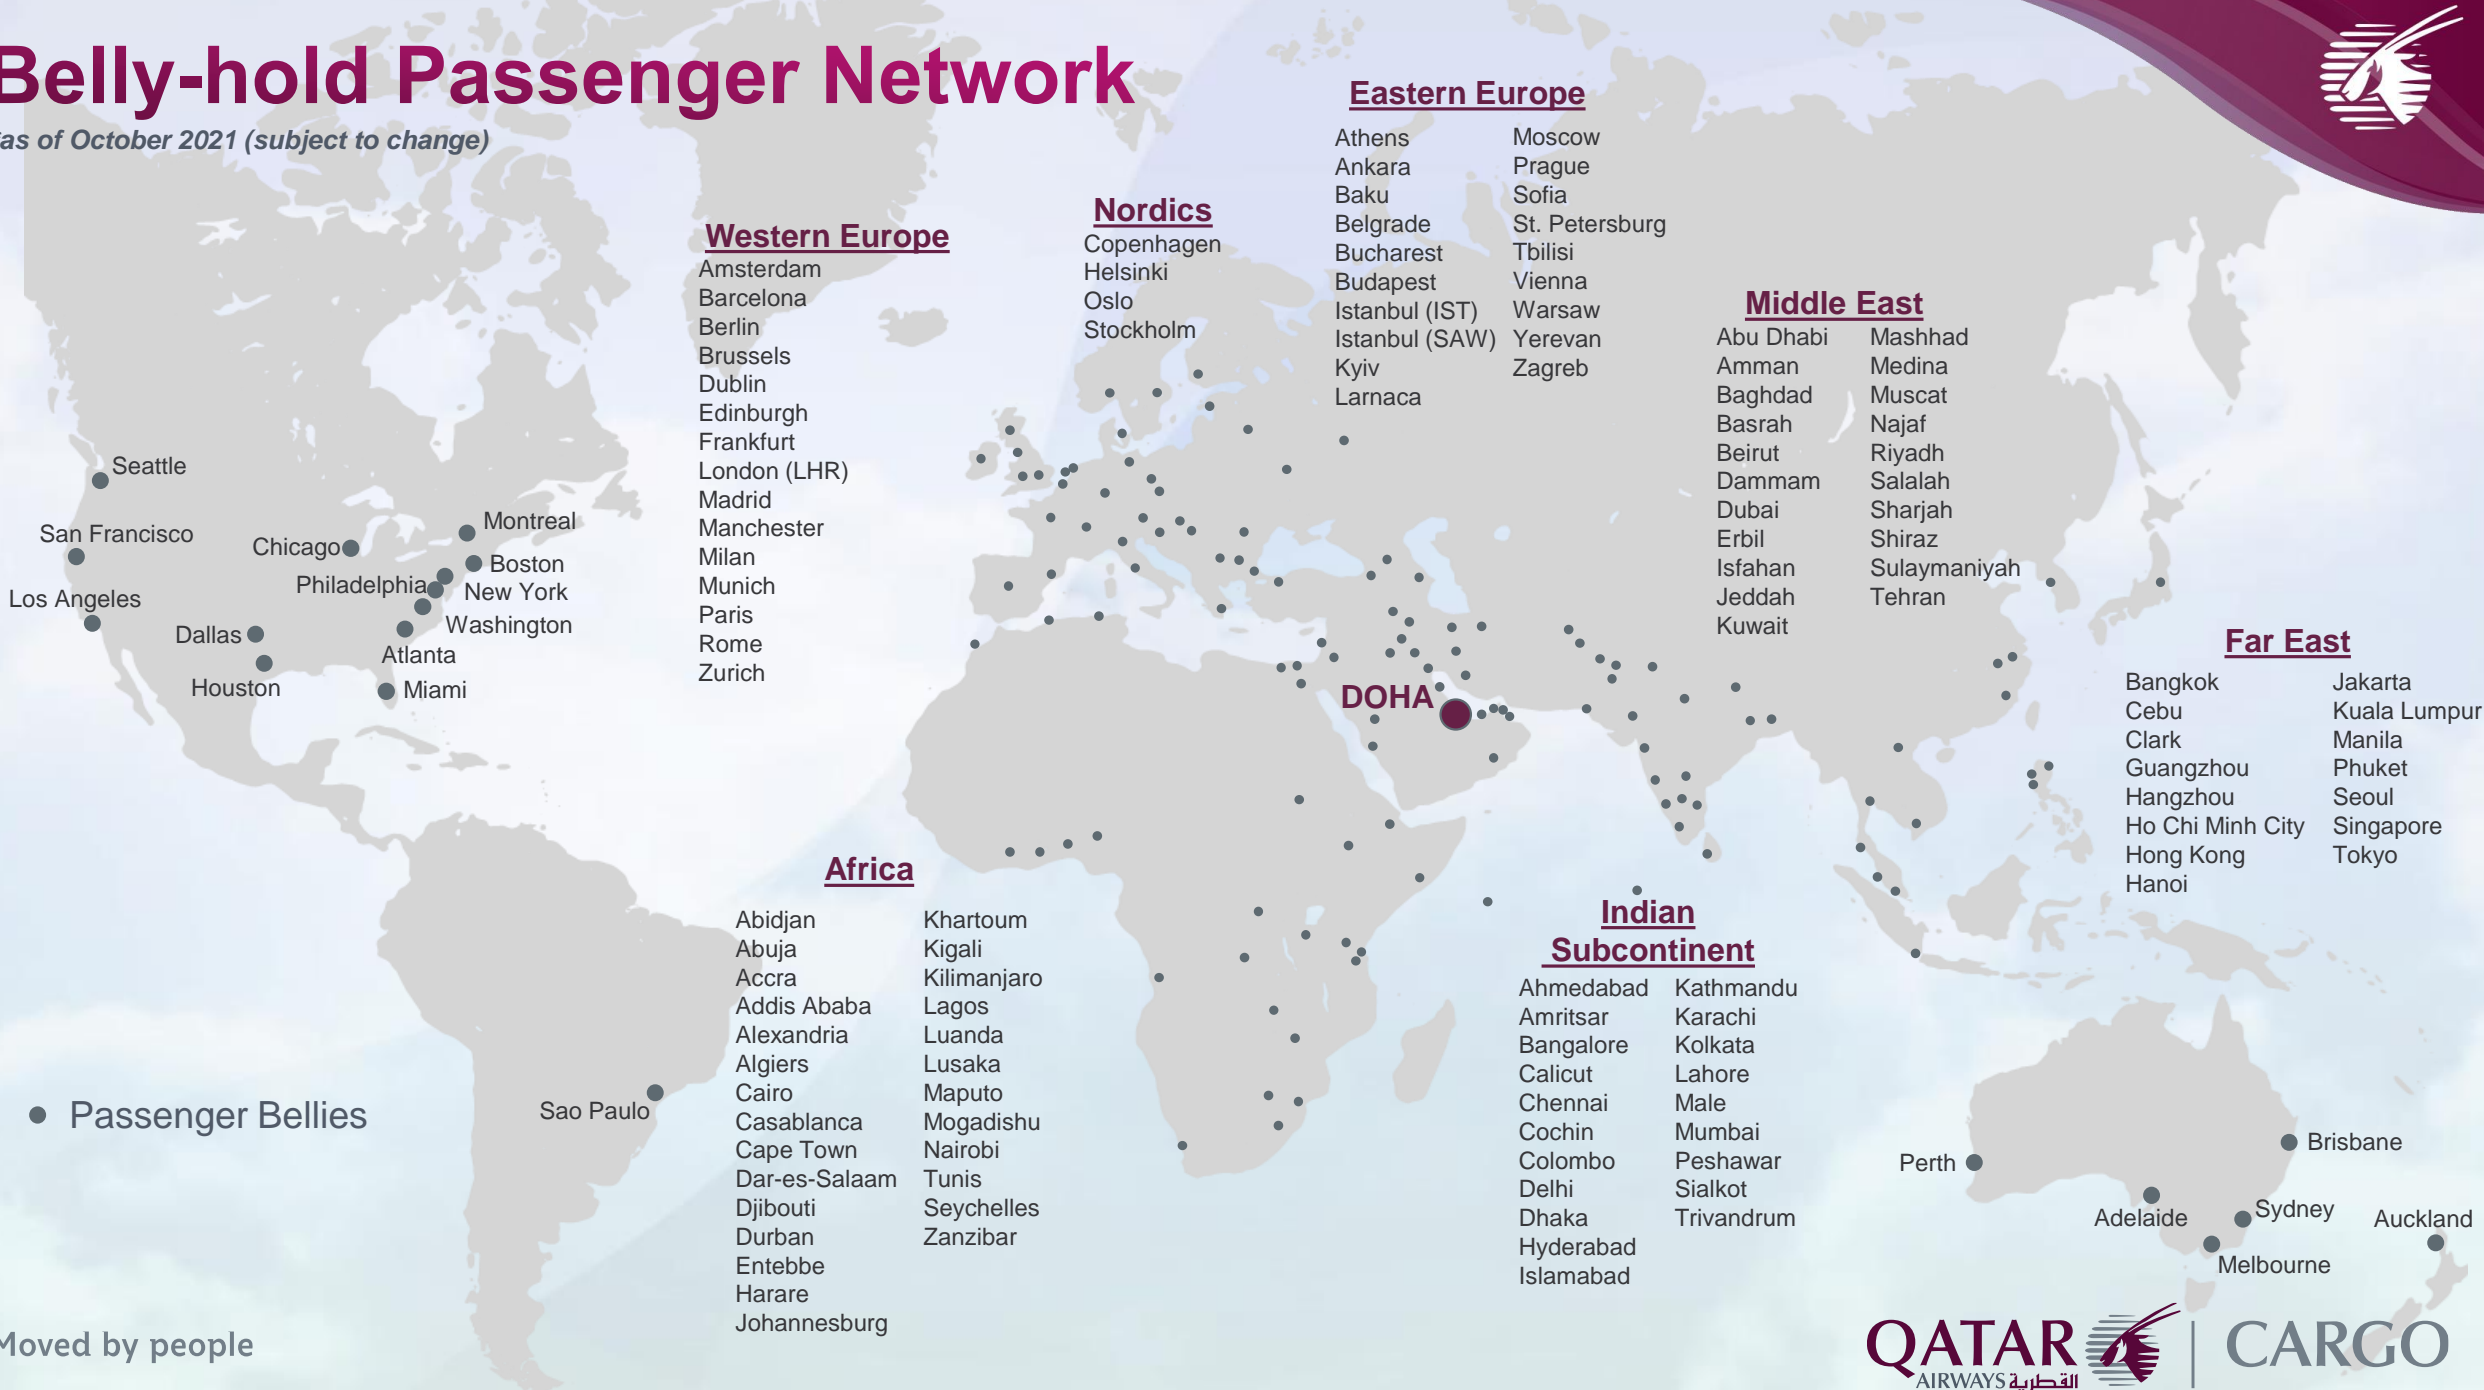 Belly-hold Passenger Network
as of October 2021 (subject to change)
Seattle
San Francisco
Los Angeles
Chicago
Montreal
Boston
Philadelphia
New York
Washington
Dallas
Atlanta
Houston
Miami
Sao Paulo
Western Europe
Amsterdam
Barcelona
Berlin
Brussels
Dublin
Edinburgh
Frankfurt
London (LHR)
Madrid
Manchester
Milan
Munich
Paris
Rome
Zurich
Nordics
Copenhagen
Helsinki
Oslo
Stockholm
Eastern Europe
Athens
Ankara
Baku
Belgrade
Bucharest
Budapest
Istanbul (IST)
Istanbul (SAW)
Kyiv
Larnaca
Moscow
Prague
Sofia
St. Petersburg
Tbilisi
Vienna
Warsaw
Yerevan
Zagreb
Middle East
Abu Dhabi
Amman
Baghdad
Basrah
Beirut
Dammam
Dubai
Erbil
Isfahan
Jeddah
Kuwait
Mashhad
Medina
Muscat
Najaf
Riyadh
Salalah
Sharjah
Shiraz
Sulaymaniyah
Tehran
DOHA
Far East
Bangkok
Cebu
Clark
Guangzhou
Hangzhou
Ho Chi Minh City
Hong Kong
Hanoi
Jakarta
Kuala Lumpur
Manila
Phuket
Seoul
Singapore
Tokyo
Africa
Abidjan
Abuja
Accra
Addis Ababa
Alexandria
Algiers
Cairo
Casablanca
Cape Town
Dar-es-Salaam
Djibouti
Durban
Entebbe
Harare
Johannesburg
Khartoum
Kigali
Kilimanjaro
Lagos
Luanda
Lusaka
Maputo
Mogadishu
Nairobi
Tunis
Seychelles
Zanzibar
Indian
Subcontinent
Ahmedabad
Amritsar
Bangalore
Calicut
Chennai
Cochin
Colombo
Delhi
Dhaka
Hyderabad
Islamabad
Kathmandu
Karachi
Kolkata
Lahore
Male
Mumbai
Peshawar
Sialkot
Trivandrum
Perth
Brisbane
Adelaide
Sydney
Melbourne
Auckland
Passenger Bellies
Moved by people
QATAR
AIRWAYS القطرية
CARGO